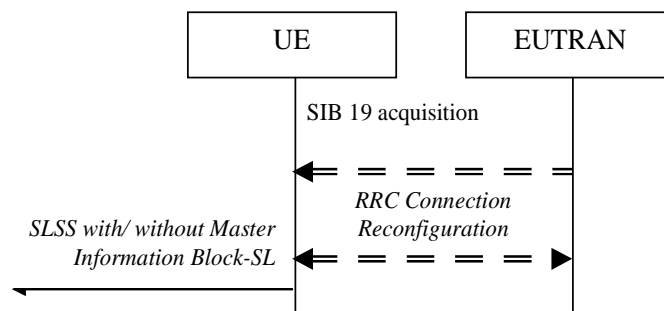 UE
EUTRAN
SIB 19 acquisition
RRC Connection
Reconfiguration
SLSS with/ without Master
Information Block-SL